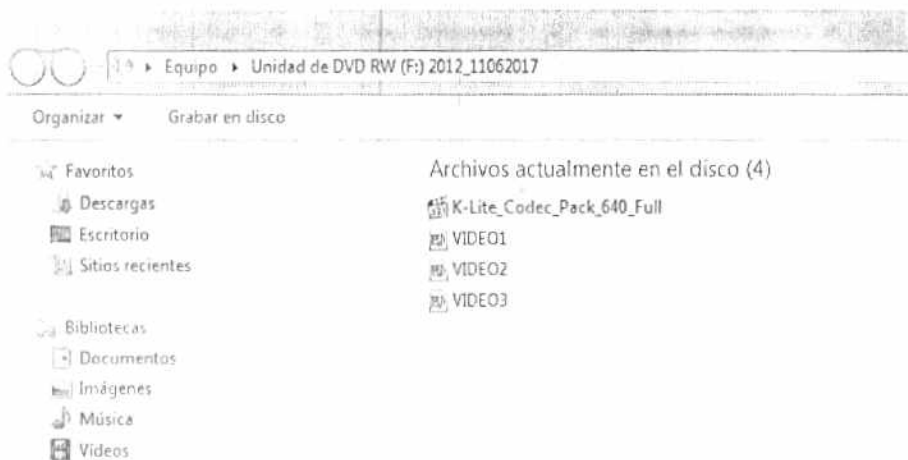 Equipo ▸ Unidad de DVD RW (F:) 2012_11062017
Organizar Grabar en disco
Favoritos
Descargas
Escritorio
Sitios recientes
Bibliotecas
Documentos
Imágenes
Música
Vídeos
Archivos actualmente en el disco (4)
K-Lite_Codec_Pack_640_Full
VIDEO1
VIDEO2
VIDEO3